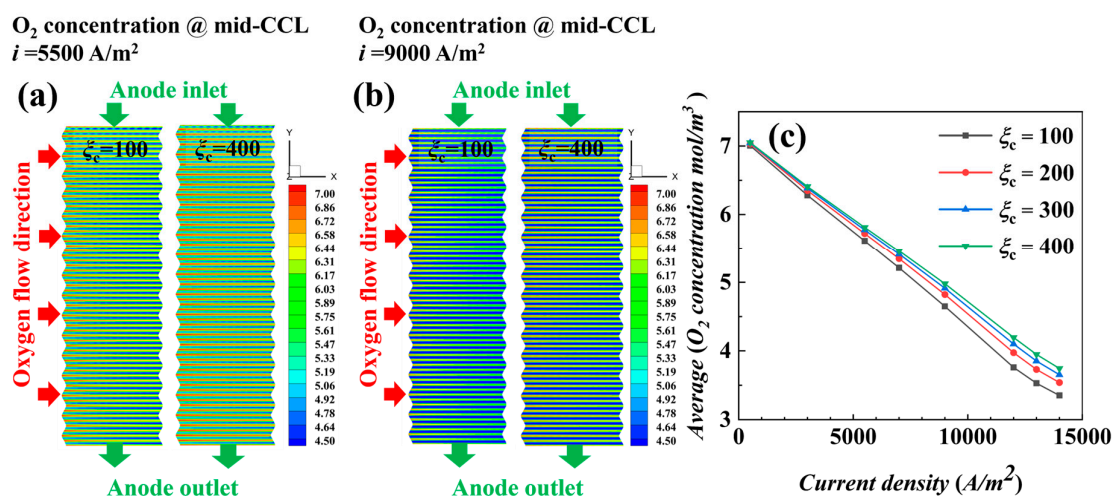 O₂ concentration @ mid-CCL
i =5500 A/m²
(a)
Anode inlet
ξc=100
ξc=400
Oxygen flow direction
Y
Z
X
7.00
6.86
6.72
6.58
6.44
6.31
6.17
6.03
5.89
5.75
5.61
5.47
5.33
5.19
5.06
4.92
4.78
4.64
4.50
Anode outlet
O₂ concentration @ mid-CCL
i =9000 A/m²
(b)
Anode inlet
ξc=100
ξc=400
Oxygen flow direction
Y
Z
X
7.00
6.86
6.72
6.58
6.44
6.31
6.17
6.03
5.89
5.75
5.61
5.47
5.33
5.19
5.06
4.92
4.78
4.64
4.50
Anode outlet
(c)
ξc = 100
ξc = 200
ξc = 300
ξc = 400
Average (O₂ concentration mol/m³)
7
6
5
4
3
0
5000
10000
15000
Current density (A/m²)